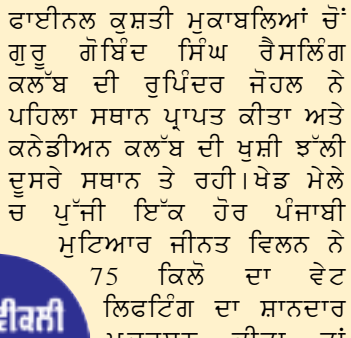 ਫਾਈਨਲ ਕੁਸ਼ਤੀ ਮੁਕਾਬਲਿਆਂ ਚੋਂ
ਗੁਰੂ ਗੋਬਿੰਦ ਸਿੰਘ ਰੈਸਲਿੰਗ
ਕਲੱਬ ਦੀ ਰੁਪਿੰਦਰ ਜੋਹਲ ਨੇ
ਪਹਿਲਾ ਸਥਾਨ ਪ੍ਰਾਪਤ ਕੀਤਾ ਅਤੇ
ਕਨੇਡੀਅਨ ਕਲੱਬ ਦੀ ਖੁਸ਼ੀ ਝੱਲੀ
ਦੂਸਰੇ ਸਥਾਨ ਤੇ ਰਹੀ।ਖੇਡ ਮੇਲੇ
ਚ ਪੁੱਜੀ ਇੱਕ ਹੋਰ ਪੰਜਾਬੀ
ਮੁਟਿਆਰ ਜੀਨਤ ਵਿਲਨ ਨੇ
75 ਕਿਲੋ ਦਾ ਵੇਟ
ਲਿਫਟਿੰਗ ਦਾ ਸ਼ਾਨਦਾਰ
ਵੀਕਲੀ